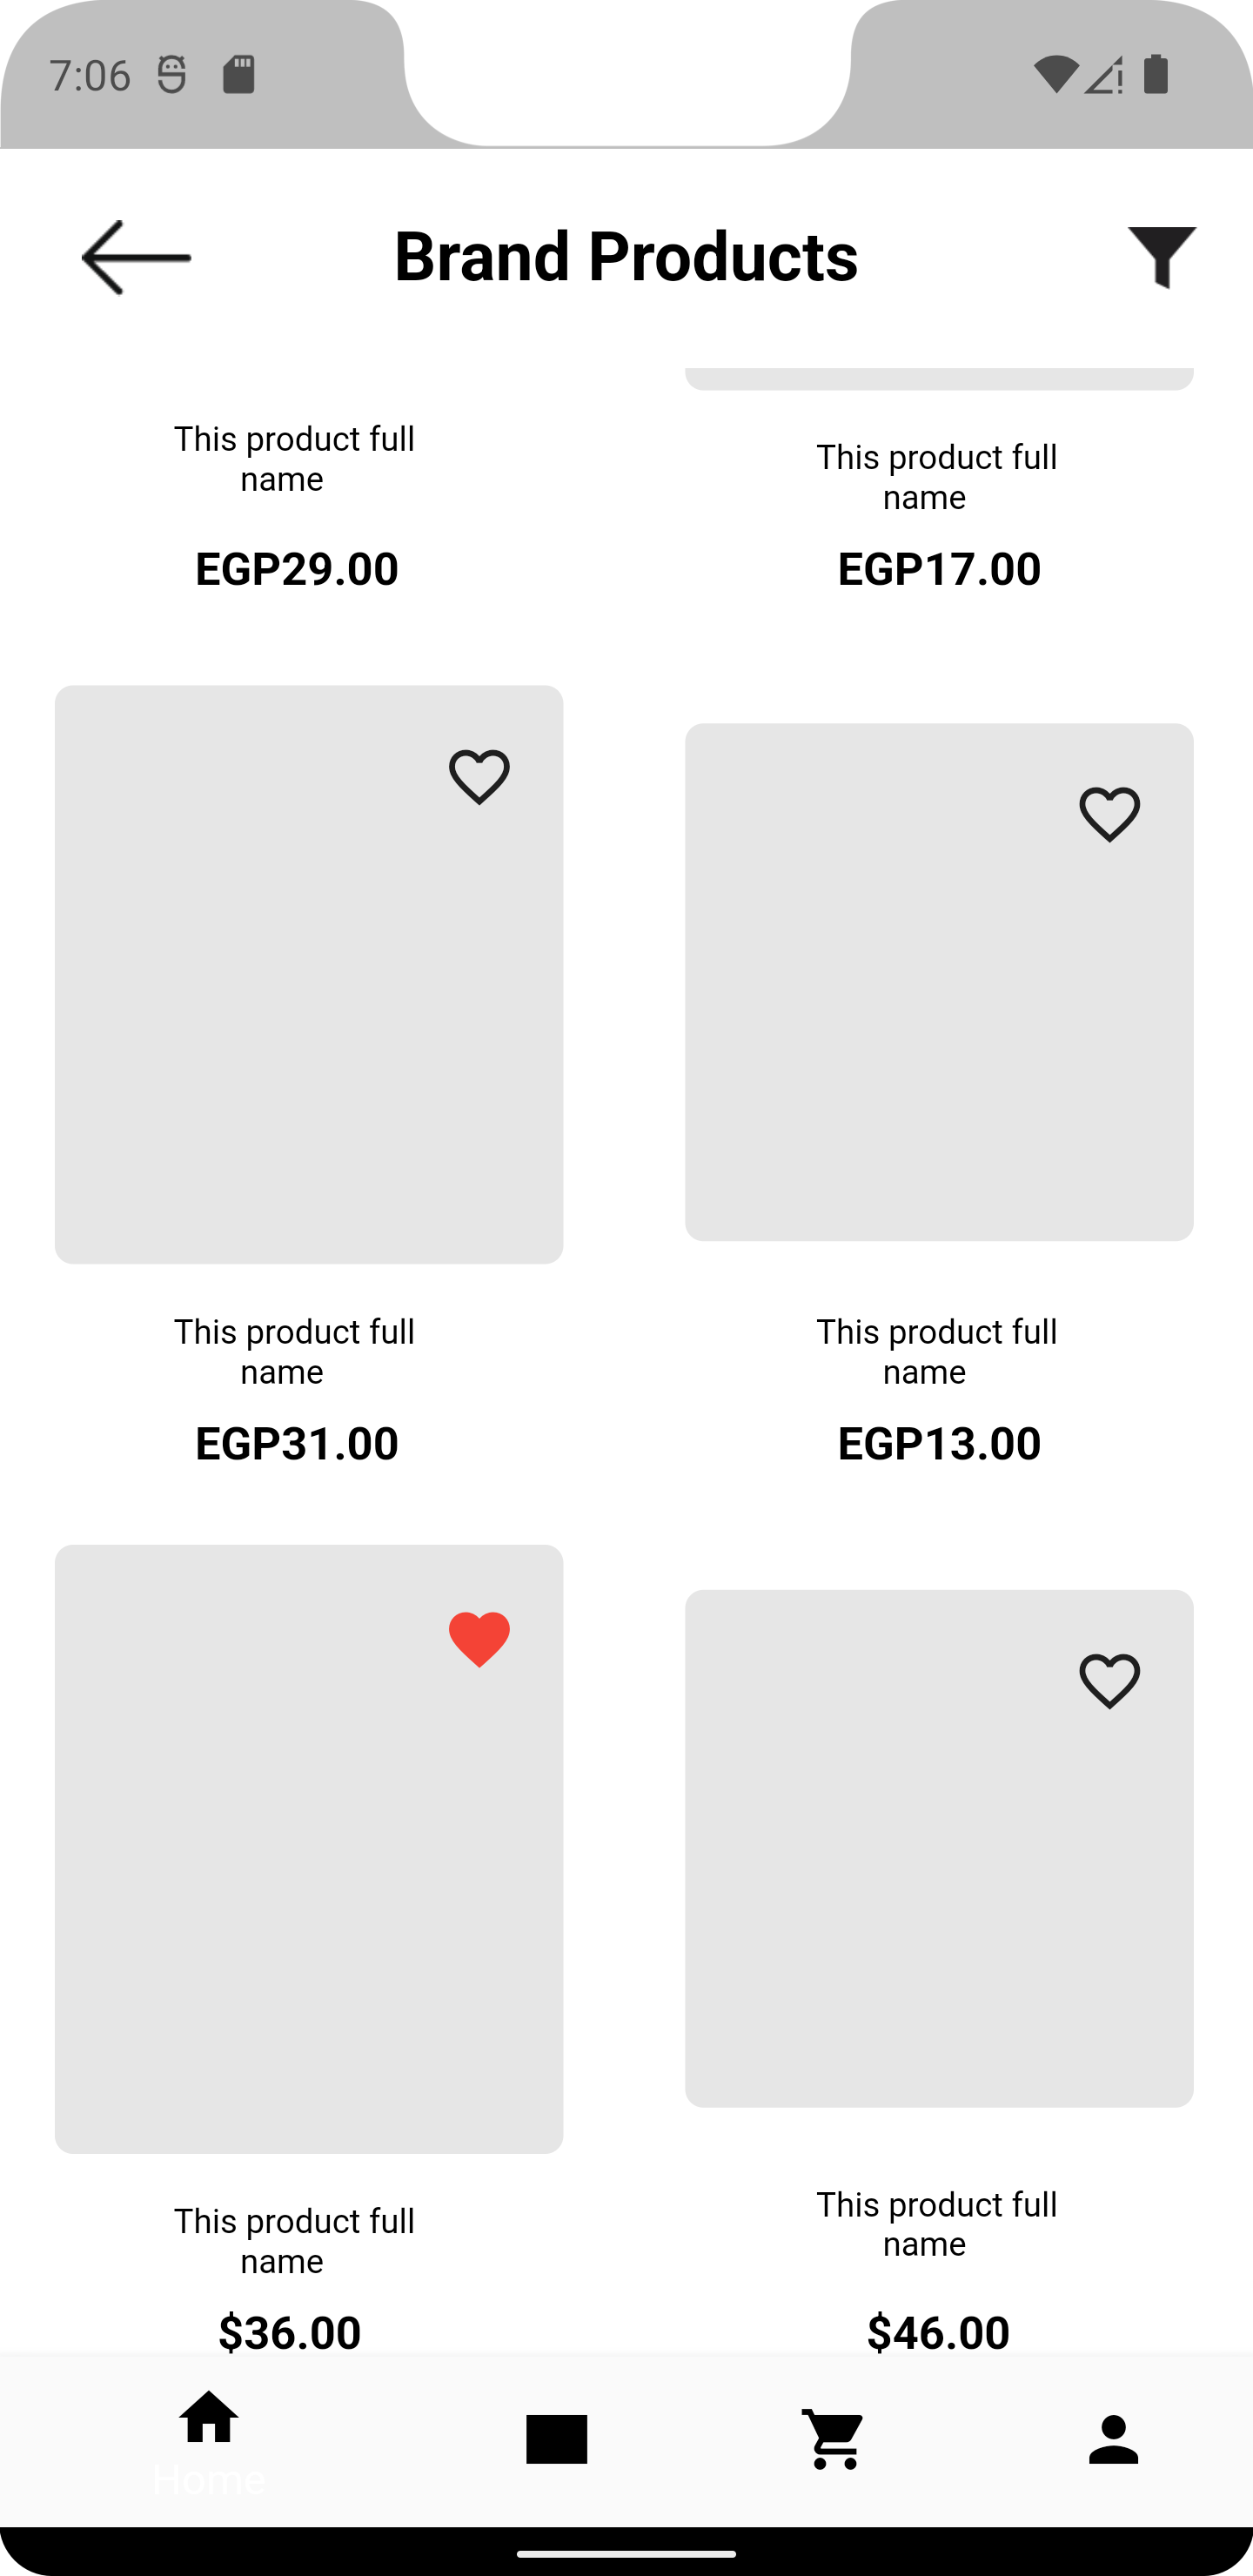 7:06
Brand Products
This product full
name
EGP29.00
This product full
name
EGP17.00
This product full
name
EGP31.00
This product full
name
EGP13.00
This product full
name
$36.00
This product full
name
$46.00
Home